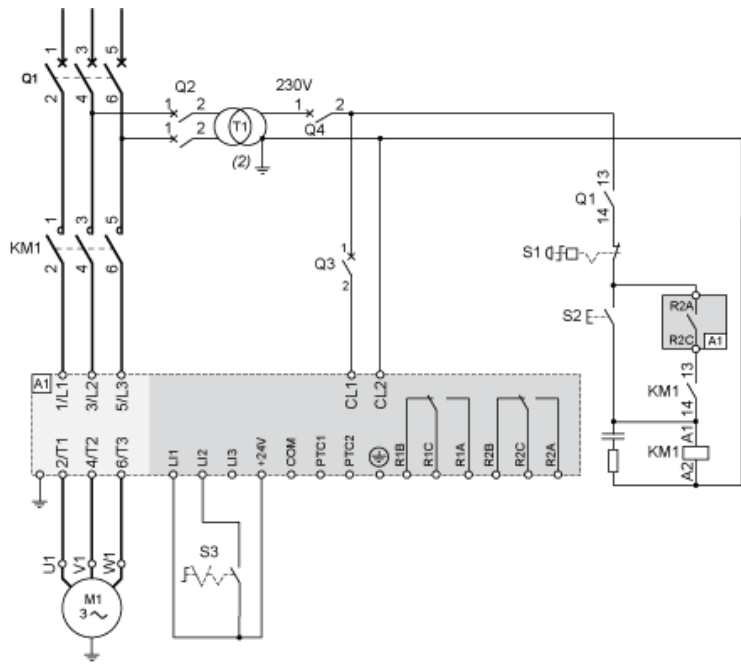 1 3 5
Q1
2 4 6
Q2
1 2
1 2
T1
(2)
230V
1 2
Q4
1 3 5
KM1
2 4 6
1
Q3
2
Q1
13
14
S1
S2
R2A
R2C
A1
13
KM1
14
A1
KM1
A2
A1
1/L1 3/L2 5/L3
CL1 CL2
2/T1 4/T2 6/T3
LI1 LI2 LI3 +24V COM PTC1 PTC2 R1B R1C R1A R2B R2C R2A
S3
U1 V1 W1
M1
3